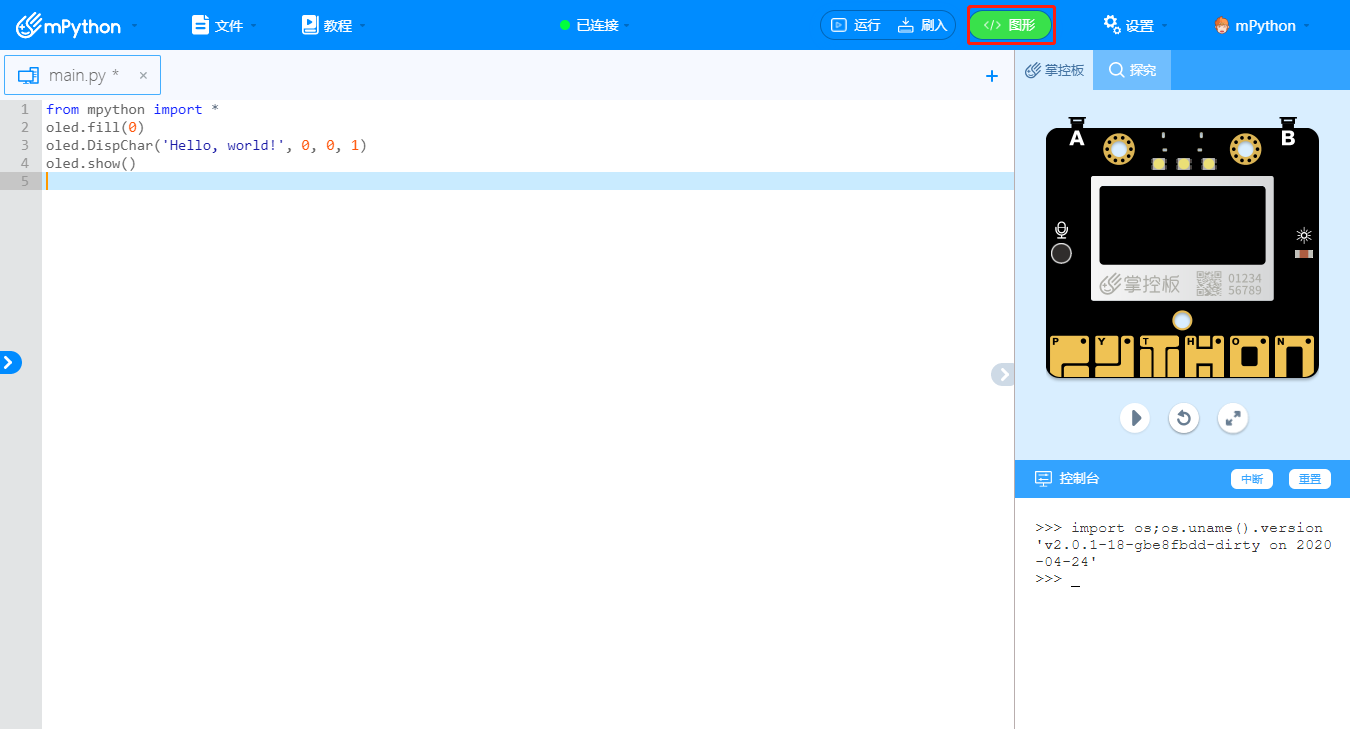 mPython 文件 教程 已连接 运行 刷入 </> 图形 设置 mPython
main.py * × +
掌控板 探究
1 from mpython import *
2 oled.fill(0)
3 oled.DispChar('Hello, world!', 0, 0, 1)
4 oled.show()
5
A B
掌控板 01234
56789
P Y T H O N
控制台 中断 重置
>>> import os;os.uname().version
'v2.0.1-18-gbe8fbdd-dirty on 2020
-04-24'
>>> _